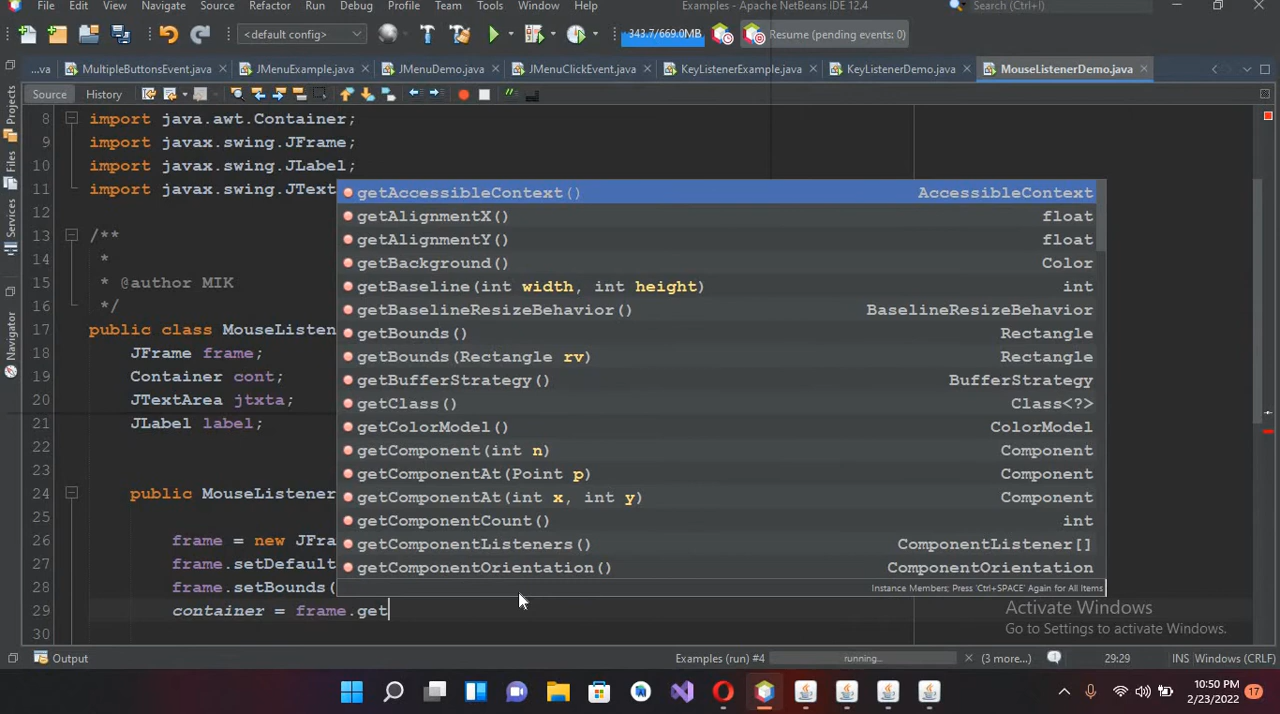 File Edit View Navigate Source Refactor Run Debug Profile Team Tools Window Help
Examples - Apache NetBeans IDE 12.4
Search (Ctrl+I)
<default config>
343.7/669.0MB
Resume (pending events: 0)
...va
MultipleButtonsEvent.java
JMenuExample.java
JMenuDemo.java
JMenuClickEvent.java
KeyListenerExample.java
KeyListenerDemo.java
MouseListenerDemo.java
Source History
Projects
Files
Services
Navigator
8 import java.awt.Container;
9 import javax.swing.JFrame;
10 import javax.swing.JLabel;
11 import javax.swing.JText
12
13 /**
14 *
15 * @author MIK
16 */
17 public class MouseListen
18 JFrame frame;
19 Container cont;
20 JTextArea jtxta;
21 JLabel label;
22
23
24 public MouseListener
25
26 frame = new JFra
27 frame.setDefault
28 frame.setBounds(
29 container = frame.get
30
getAccessibleContext() AccessibleContext
getAlignmentX() float
getAlignmentY() float
getBackground() Color
getBaseline(int width, int height) int
getBaselineResizeBehavior() BaselineResizeBehavior
getBounds() Rectangle
getBounds(Rectangle rv) Rectangle
getBufferStrategy() BufferStrategy
getClass() Class<?>
getColorModel() ColorModel
getComponent(int n) Component
getComponentAt(Point p) Component
getComponentAt(int x, int y) Component
getComponentCount() int
getComponentListeners() ComponentListener[]
getComponentOrientation() ComponentOrientation
Instance Members; Press 'Ctrl+SPACE' Again for All Items
Activate Windows
Go to Settings to activate Windows.
Output
Examples (run) #4
running...
(3 more...)
29:29
INS
Windows (CRLF)
10:50 PM
2/23/2022
17